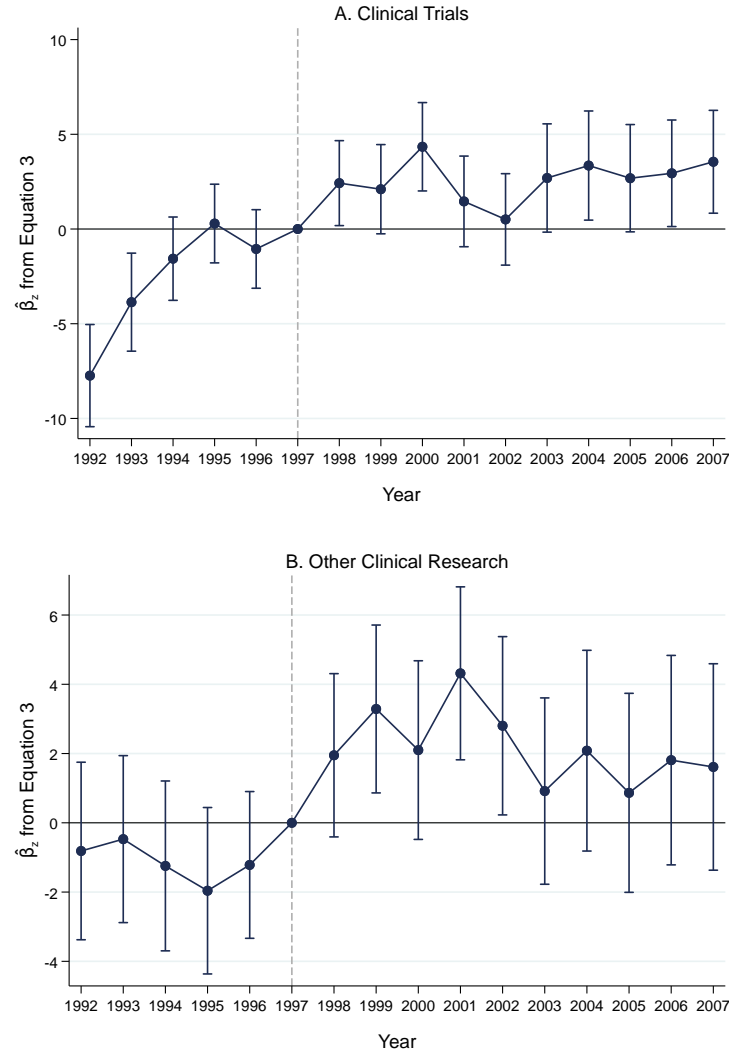 A. Clinical Trials
10
5
0
-5
-10
β̂z from Equation 3
1992 1993 1994 1995 1996 1997 1998 1999 2000 2001 2002 2003 2004 2005 2006 2007
Year
B. Other Clinical Research
6
4
2
0
-2
-4
β̂z from Equation 3
1992 1993 1994 1995 1996 1997 1998 1999 2000 2001 2002 2003 2004 2005 2006 2007
Year